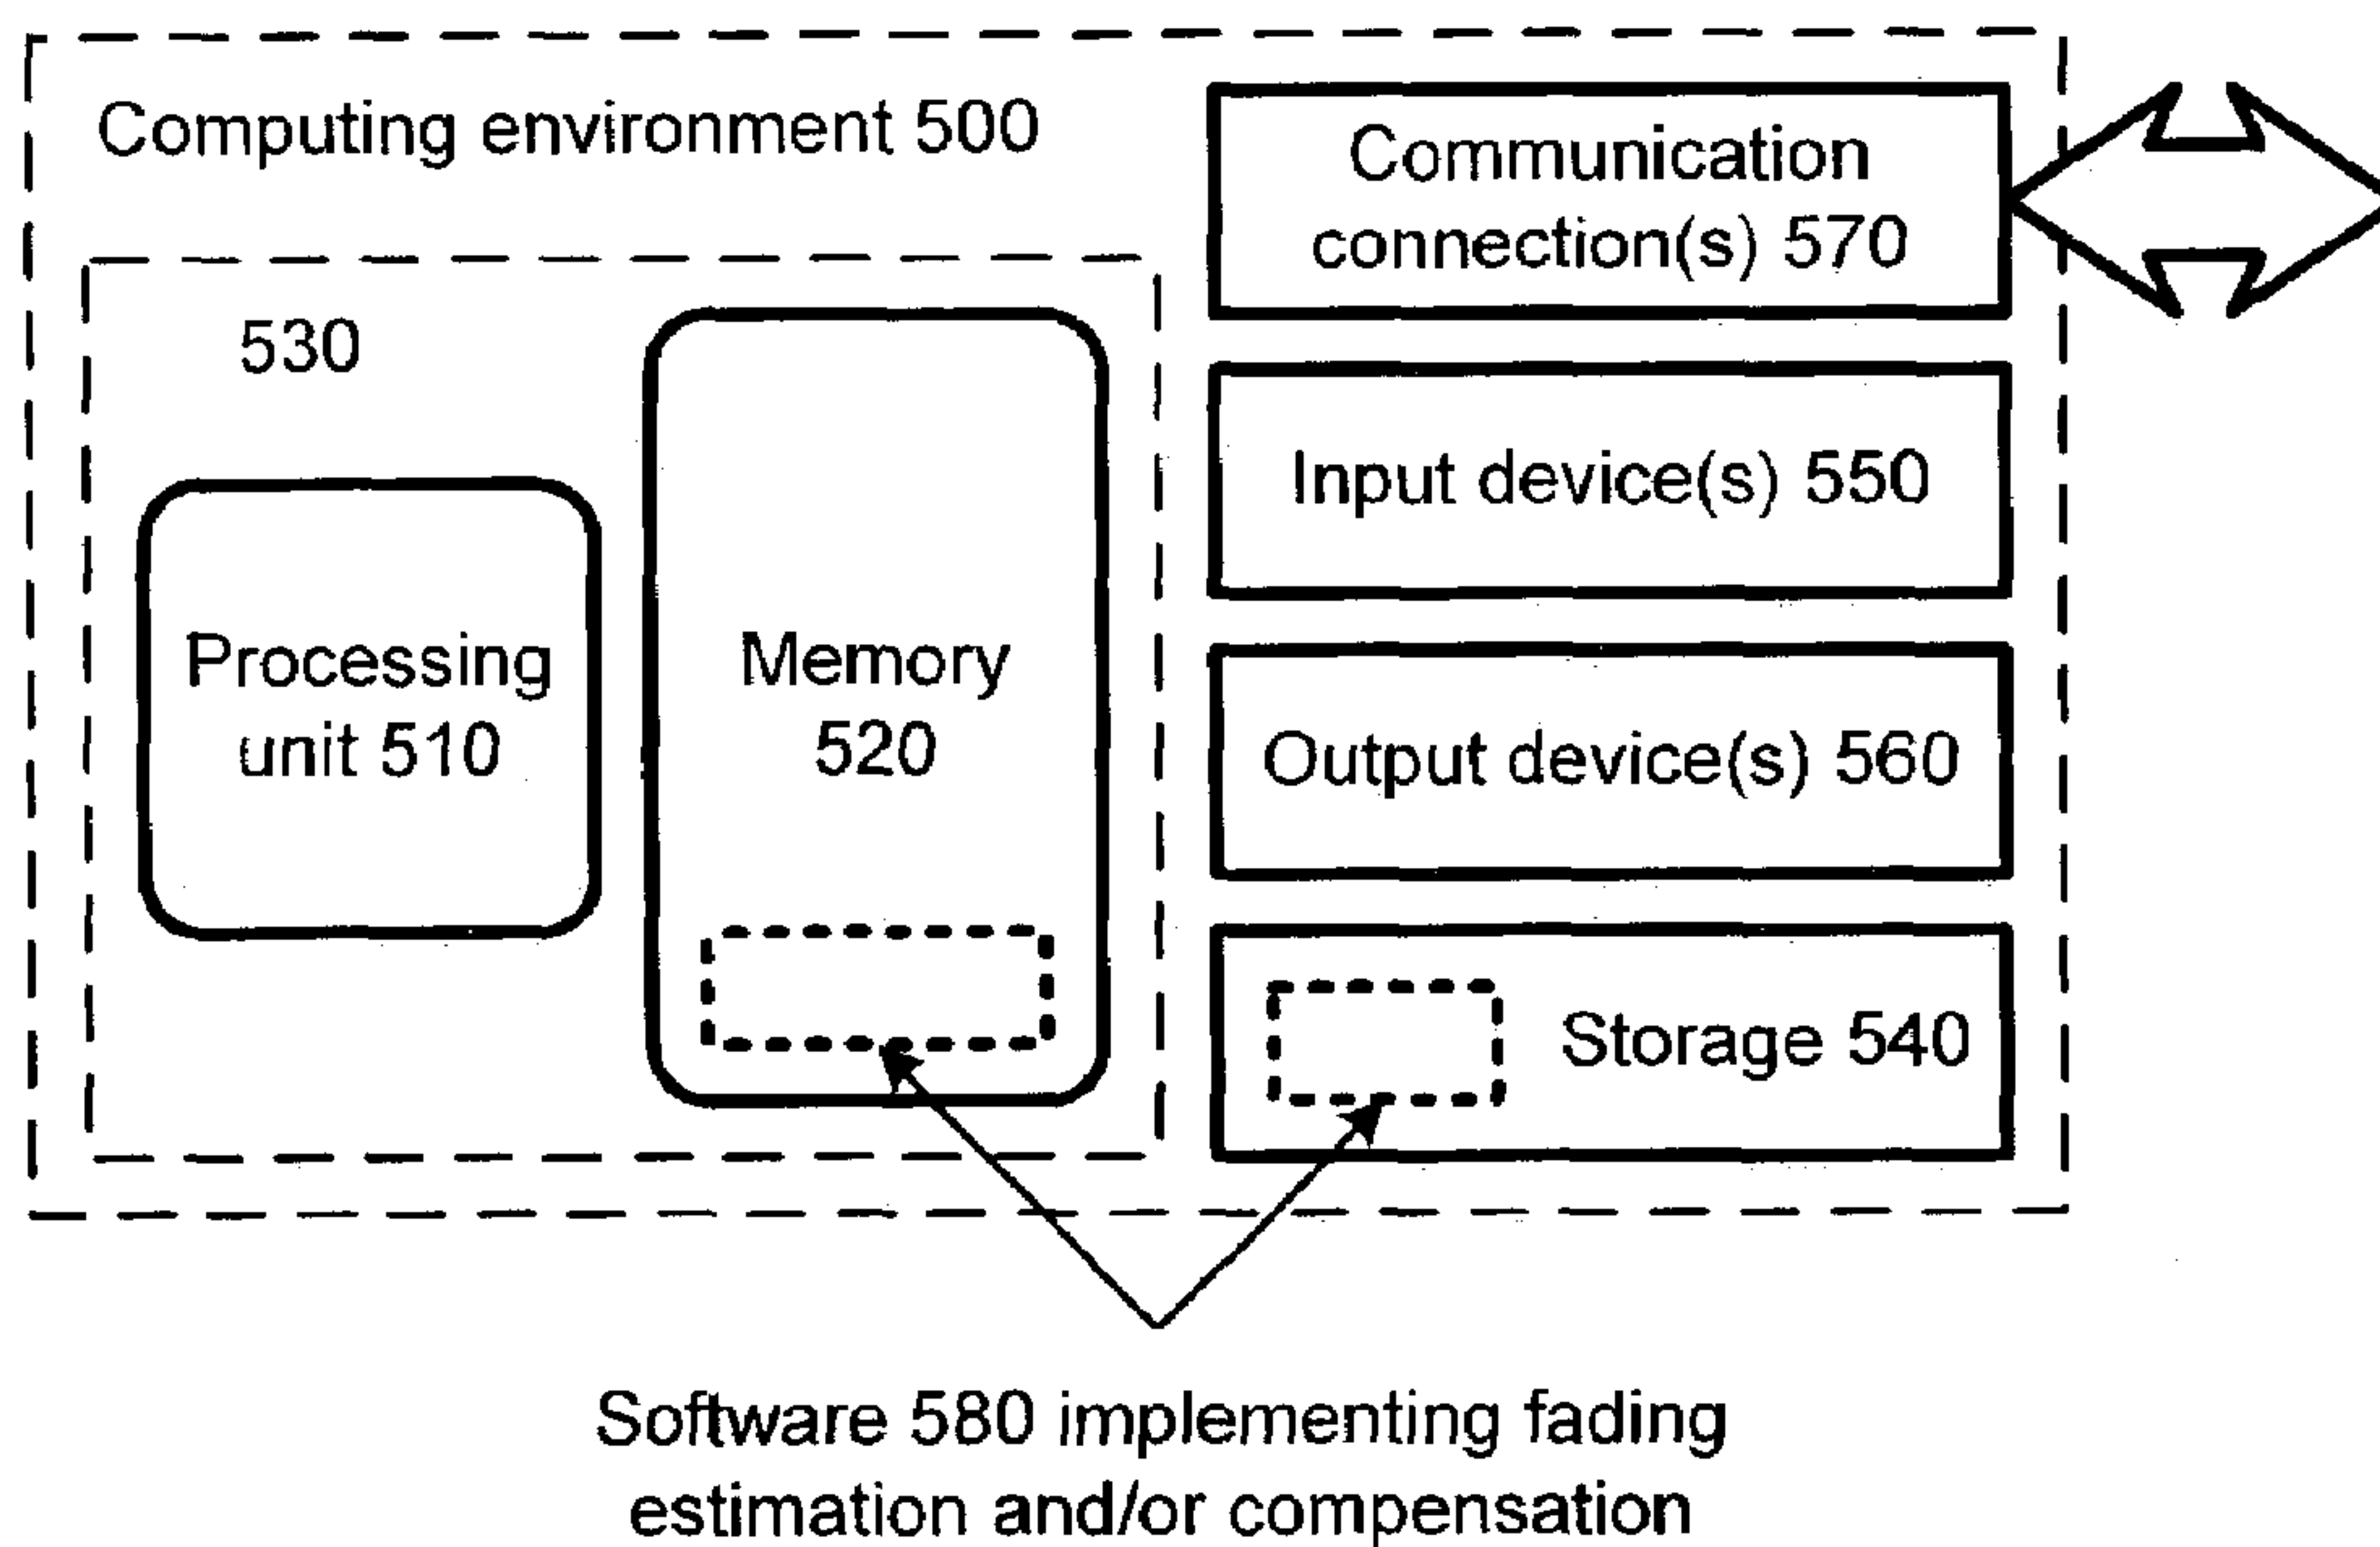 Computing environment 500
Communication
connection(s) 570
530
Input device(s) 550
Processing
unit 510
Memory
520
Output device(s) 560
Storage 540
Software 580 implementing fading
estimation and/or compensation